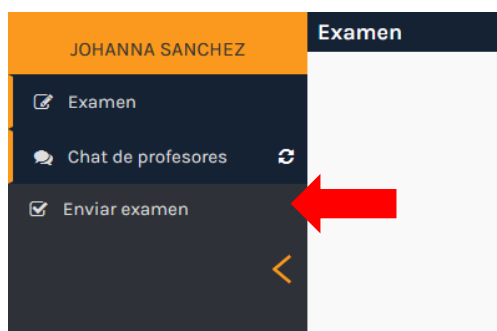 JOHANNA SANCHEZ
Examen
Examen
Chat de profesores
Enviar examen